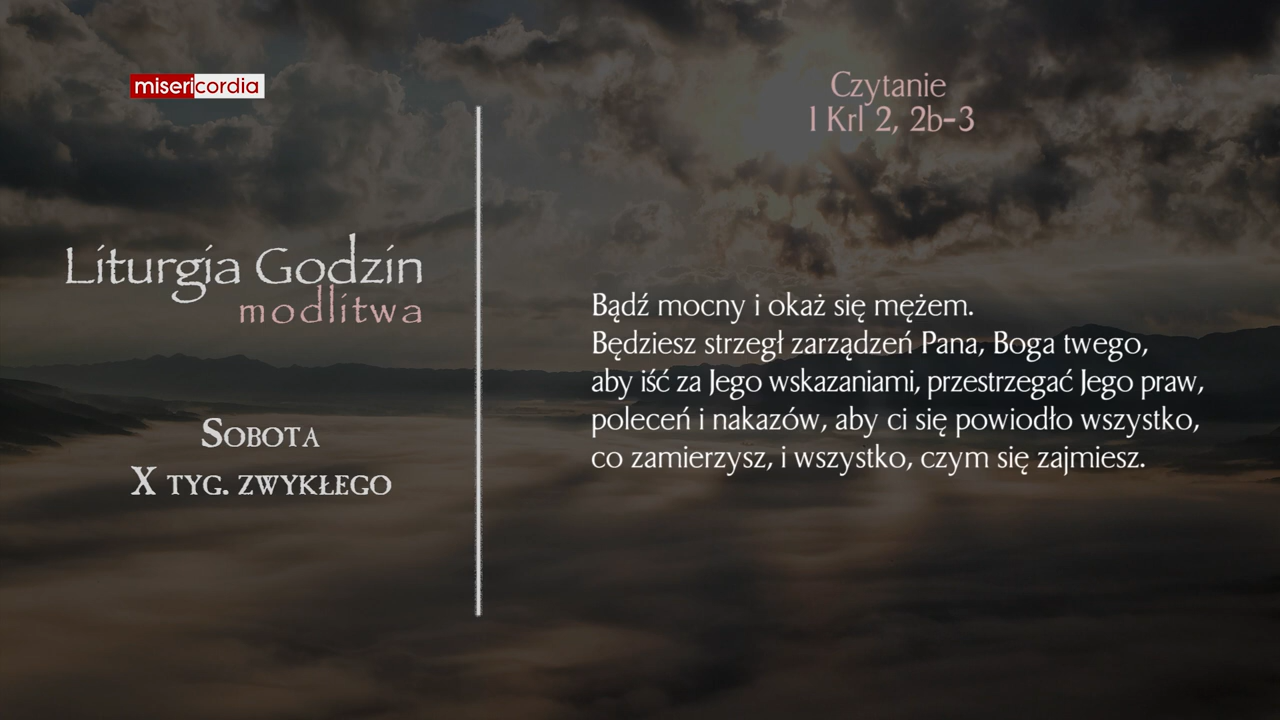 misericordia
Liturgia Godzin
modlitwa
Sobota
X tyg. zwykłego
Czytanie
1 Krl 2, 2b-3
Bądź mocny i okaż się mężem.
Będziesz strzegł zarządzeń Pana, Boga twego,
aby iść za Jego wskazaniami, przestrzegać Jego praw,
poleceń i nakazów, aby ci się powiodło wszystko,
co zamierzysz, i wszystko, czym się zajmiesz.